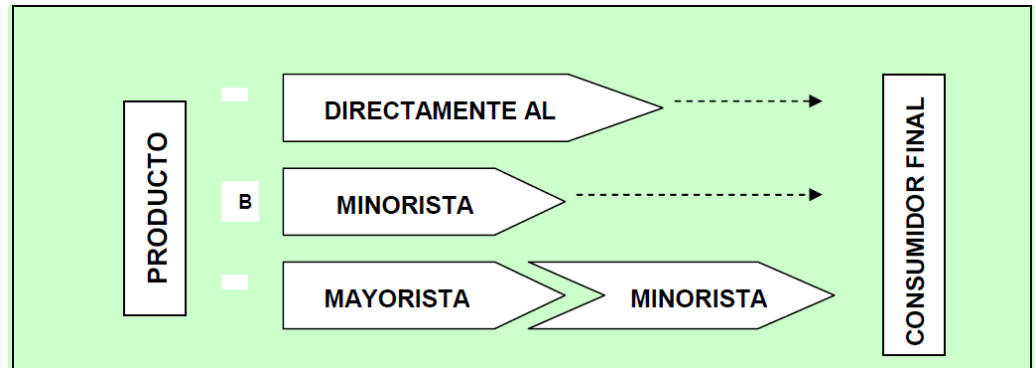 PRODUCTO
DIRECTAMENTE AL
B
MINORISTA
MAYORISTA
MINORISTA
CONSUMIDOR FINAL